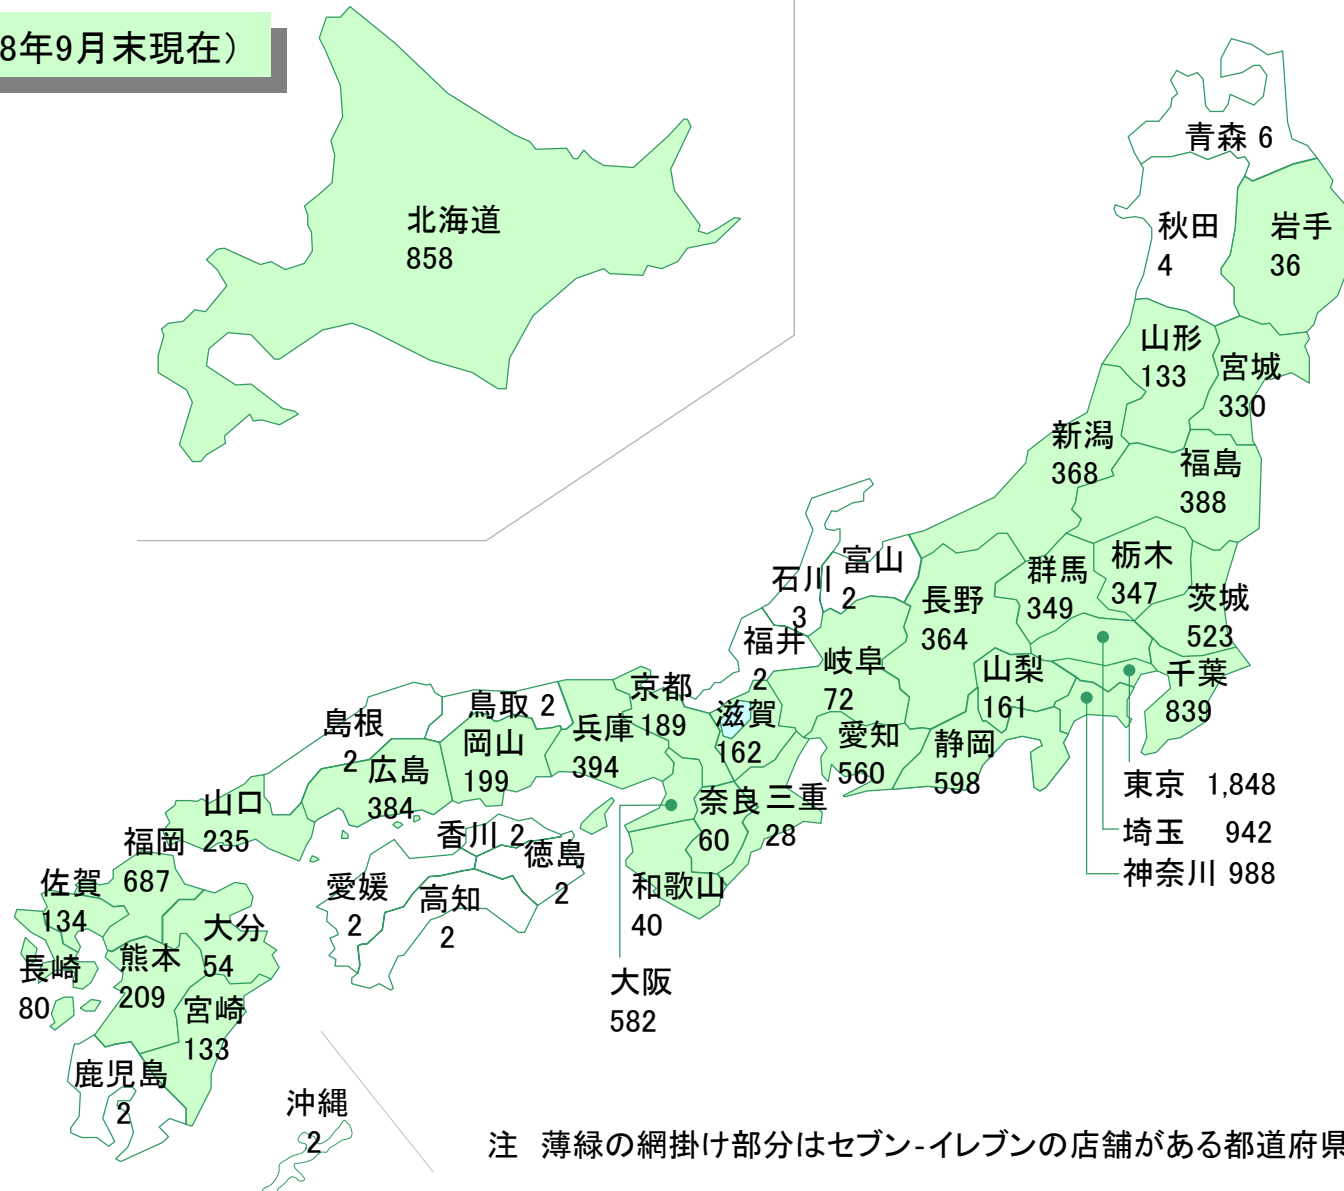 8年9月末現在）
北海道
858
青森 6
秋田
4
岩手
36
山形
133
宮城
330
新潟
368
福島
388
富山
2
石川
3
福井
2
長野
364
群馬
349
栃木
347
茨城
523
岐阜
72
山梨
161
千葉
839
愛知
560
静岡
598
東京 1,848
埼玉 942
神奈川 988
京都
189
滋賀
162
兵庫
394
鳥取 2
島根
2
岡山
199
広島
384
山口
235
奈良
60
三重
28
和歌山
40
大阪
582
香川 2
徳島
2
愛媛
2
高知
2
福岡
687
佐賀
134
長崎
80
大分
54
熊本
209
宮崎
133
鹿児島
2
沖縄
2
注 薄緑の網掛け部分はセブン-イレブンの店舗がある都道府県